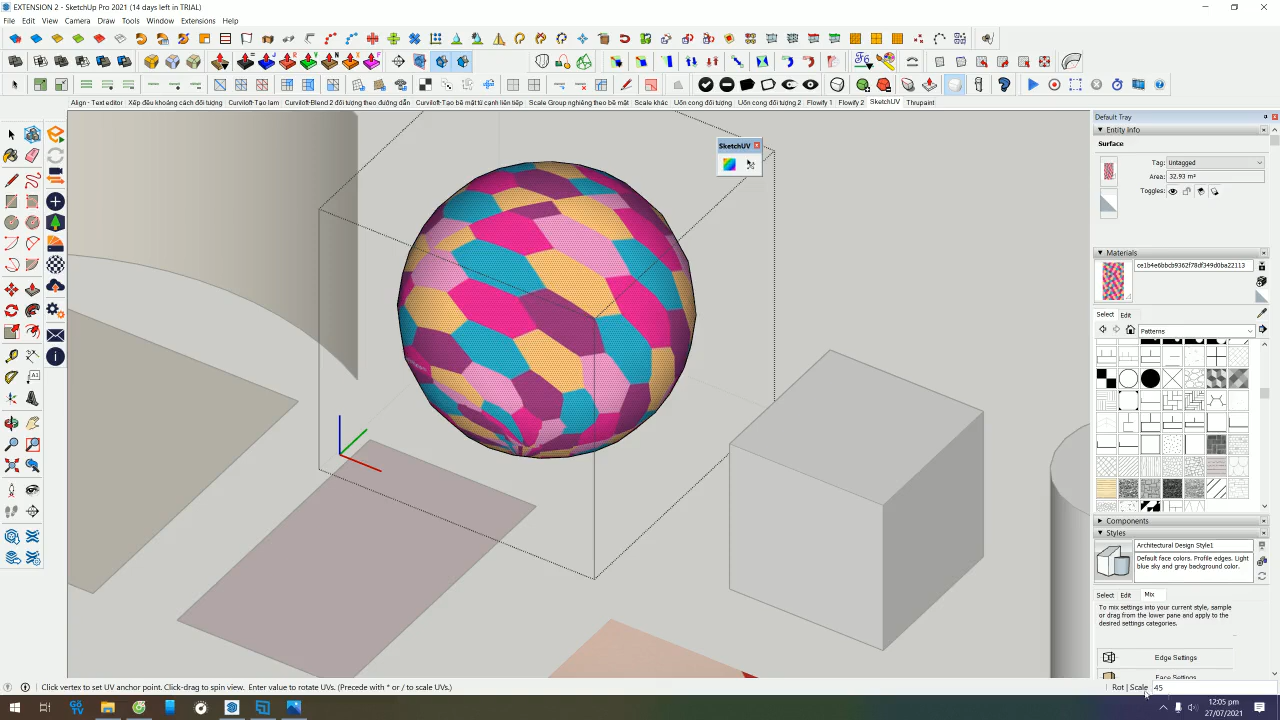 EXTENSION 2 - SketchUp Pro 2021 (14 days left in TRIAL)
File Edit View Camera Draw Tools Window Extensions Help
Align - Text editor Xếp đều khoảng cách đối tượng Curviloft-Tạo lam Curviloft-Blend 2 đối tượng theo đường dẫn Curviloft-Tạo bề mặt từ cạnh liên tiếp Scale Group nghiêng theo bề mặt Scale khác Uốn cong đối tượng Uốn cong đối tượng 2 Flowify 1 Flowify 2 SketchUV Thrupaint
SketchUV
Default Tray
Entity Info
Surface
Tag: Untagged
Area: 32.93 m²
Toggles:
Materials
ce1b4e6bbcb9362f78df349d0ba22113
Select Edit
Patterns
Components
Styles
Architectural Design Style1
Default face colors. Profile edges. Light
blue sky and gray background color.
Select Edit Mix
To mix settings into your current style, sample
or drag from the lower pane and apply to the
desired settings categories.
Edge Settings
Face Settings
Click vertex to set UV anchor point. Click-drag to spin view. Enter value to rotate UVs. (Precede with * or / to scale UVs.)
Rot | Scale 45
12:05 pm
27/07/2021